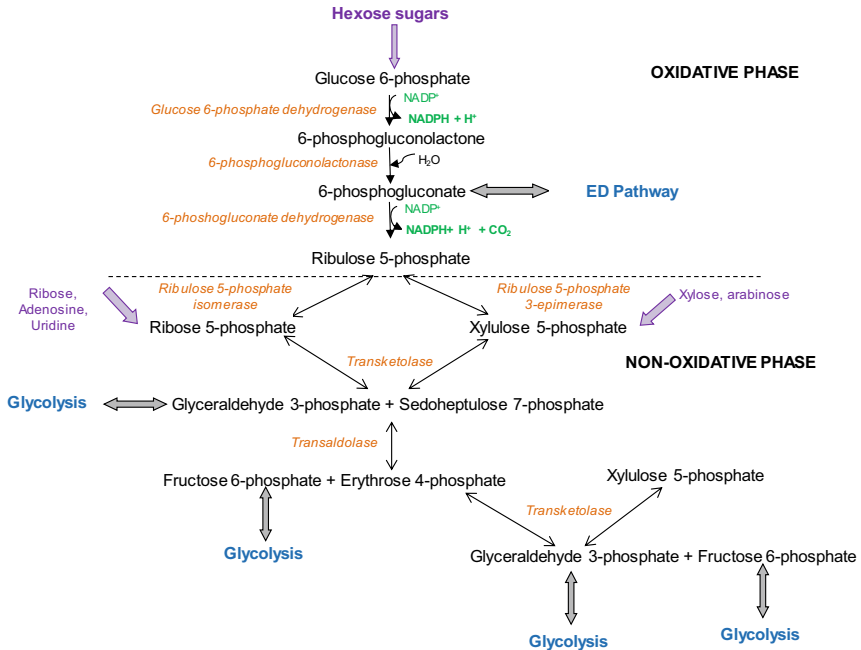 Hexose sugars
Glucose 6-phosphate
OXIDATIVE PHASE
Glucose 6-phosphate dehydrogenase
NADP⁺
NADPH + H⁺
6-phosphogluconolactone
6-phosphogluconolactonase
H₂O
6-phosphogluconate
ED Pathway
6-phoshogluconate dehydrogenase
NADP⁺
NADPH+ H⁺ + CO₂
Ribulose 5-phosphate
Ribose,
Adenosine,
Uridine
Ribulose 5-phosphate
isomerase
Ribulose 5-phosphate
3-epimerase
Xylose, arabinose
Ribose 5-phosphate
Xylulose 5-phosphate
Transketolase
NON-OXIDATIVE PHASE
Glycolysis
Glyceraldehyde 3-phosphate + Sedoheptulose 7-phosphate
Transaldolase
Fructose 6-phosphate + Erythrose 4-phosphate
Xylulose 5-phosphate
Transketolase
Glycolysis
Glyceraldehyde 3-phosphate + Fructose 6-phosphate
Glycolysis
Glycolysis